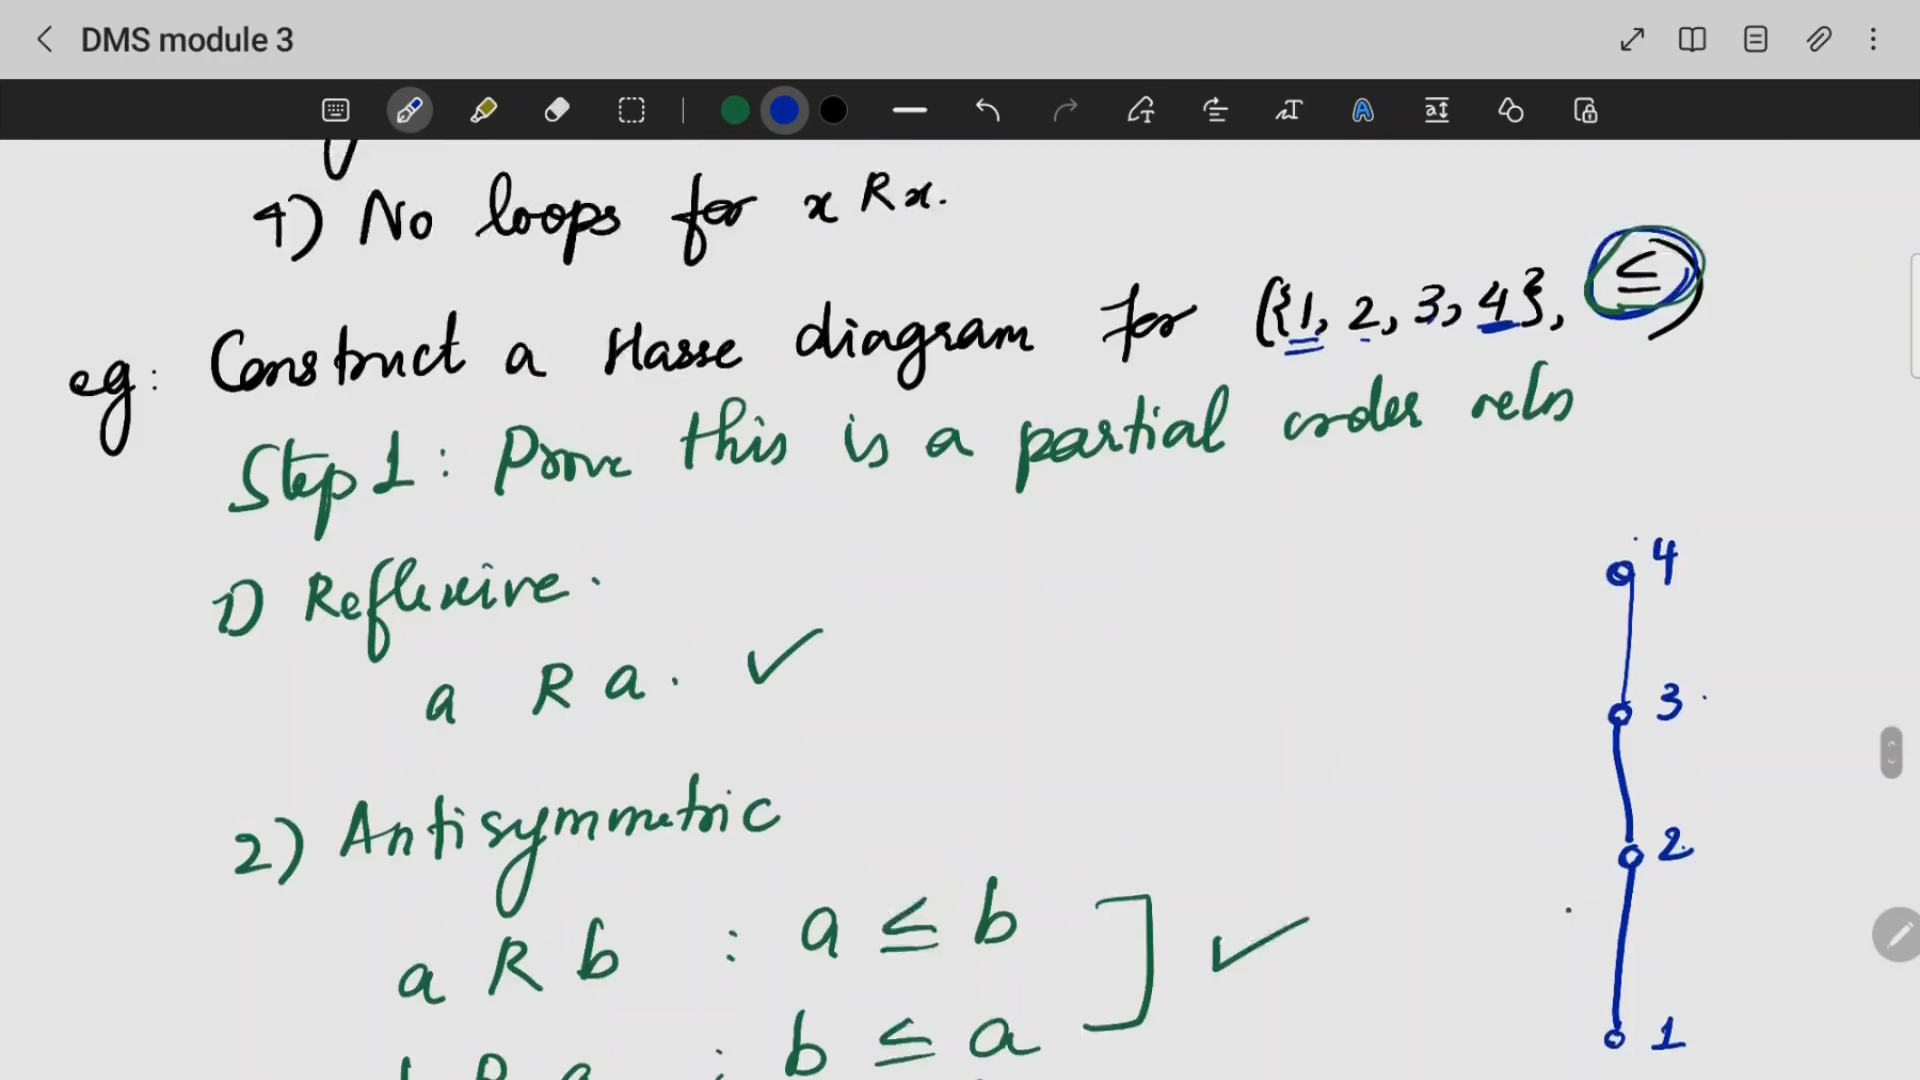 DMS module 3
4) No loops for x R x.
eg: Construct a Hasse diagram for ({1, 2, 3, 4}, ≤)
Step 1: Prove this is a partial order reln
1) Reflexive.
a R a. ✓
2) Antisymmetric
a R b : a ≤ b
: b ≤ a ✓
4
3
2
1